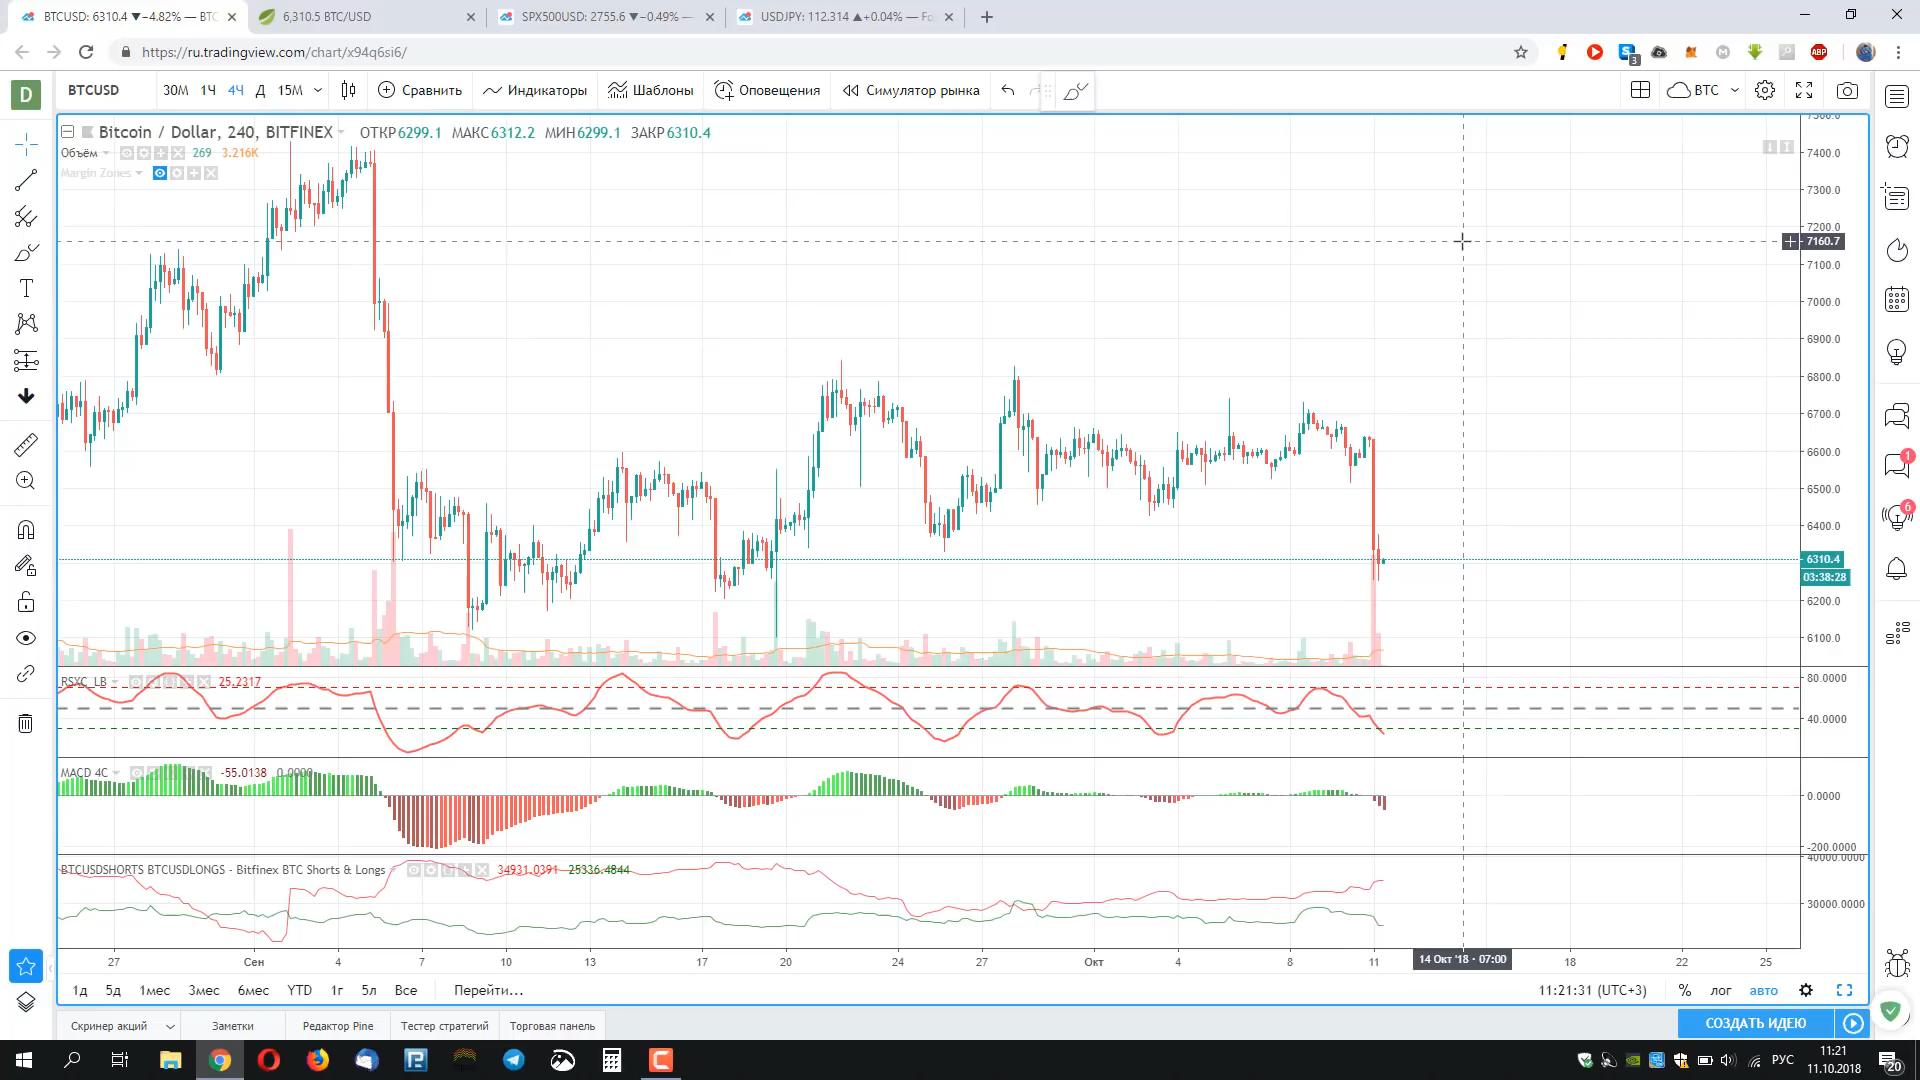 BTCUSD: 6310.4 ▼−4.82% — BTC
6,310.5 BTC/USD
SPX500USD: 2755.6 ▼−0.49% —
USDJPY: 112.314 ▲+0.04% — Fo
https://ru.tradingview.com/chart/x94q6si6/
3
ABP
D
BTCUSD
30М 1Ч 4Ч Д 15М
Сравнить
Индикаторы
Шаблоны
Оповещения
Симулятор рынка
BTC
Bitcoin / Dollar, 240, BITFINEX ОТКР6299.1 МАКС6312.2 МИН6299.1 ЗАКР6310.4
Объём 269 3.216K
Margin Zones
7500.0
7400.0
7300.0
7200.0
7160.7
7100.0
7000.0
6900.0
6800.0
6700.0
6600.0
6500.0
6400.0
6310.4
03:38:28
6200.0
6100.0
1
6
RSYC_LB 25.2317
80.0000
40.0000
MACD 4C -55.0138 0.0000
0.0000
-200.0000
BTCUSDSHORTS BTCUSDLONGS - Bitfinex BTC Shorts & Longs 34931.0391 25336.4844
40000.0000
30000.0000
27 Сен 4 7 10 13 17 20 24 27 Окт 4 8 11 14 Окт '18 - 07:00 18 22 25
1д 5д 1мес 3мес 6мес YTD 1г 5л Все Перейти...
11:21:31 (UTC+3) % лог авто
Скринер акций Заметки Редактор Pine Тестер стратегий Торговая панель
СОЗДАТЬ ИДЕЮ
РУС
11:21
11.10.2018
20